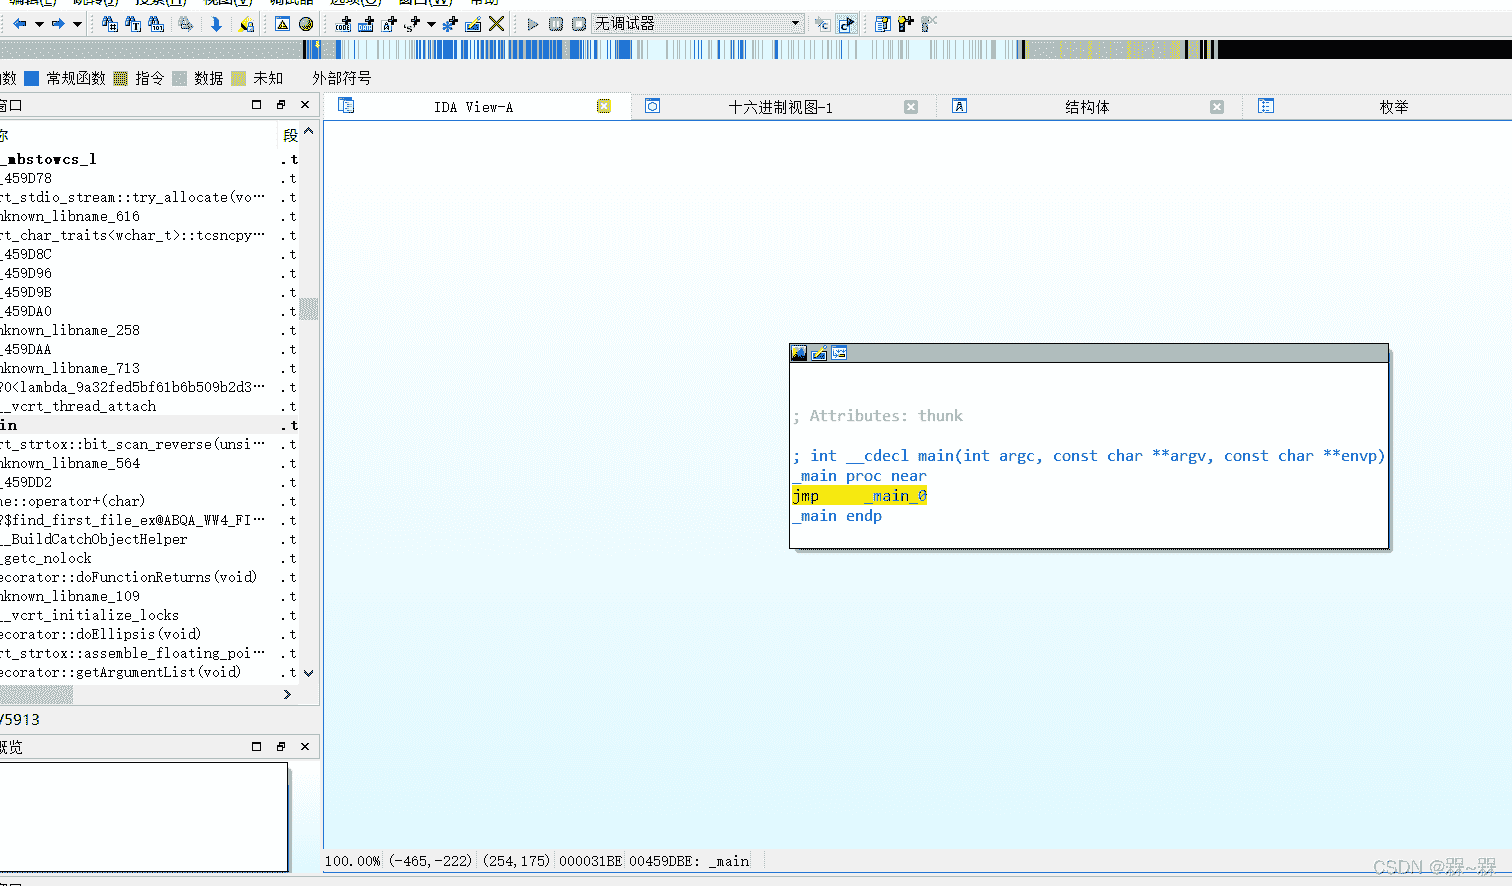 无调试器
数 常规函数 指令 数据 未知 外部符号
窗口
IDA View-A
十六进制视图-1
结构体
枚举
称 段
_mbstowcs_l .t
_459D78 .t
rt_stdio_stream::try_allocate(vo… .t
nknown_libname_616 .t
rt_char_traits<wchar_t>::tcsncpy… .t
_459D8C .t
_459D96 .t
_459D9B .t
_459DA0 .t
nknown_libname_258 .t
_459DAA .t
nknown_libname_713 .t
?0<lambda_9a32fed5bf61b6b509b2d3… .t
__vcrt_thread_attach .t
in .t
rt_strtox::bit_scan_reverse(unsi… .t
nknown_libname_564 .t
_459DD2 .t
me::operator+(char) .t
?$find_first_file_ex@ABQA_WW4_FI… .t
__BuildCatchObjectHelper .t
_getc_nolock .t
ecorator::doFunctionReturns(void) .t
nknown_libname_109 .t
__vcrt_initialize_locks .t
ecorator::doEllipsis(void) .t
rt_strtox::assemble_floating_poi… .t
ecorator::getArgumentList(void) .t
/5913
概览
; Attributes: thunk
; int __cdecl main(int argc, const char **argv, const char **envp)
_main proc near
jmp _main_0
_main endp
100.00% (-465,-222) (254,175) 000031BE 00459DBE: _main
CSDN @槑~槑